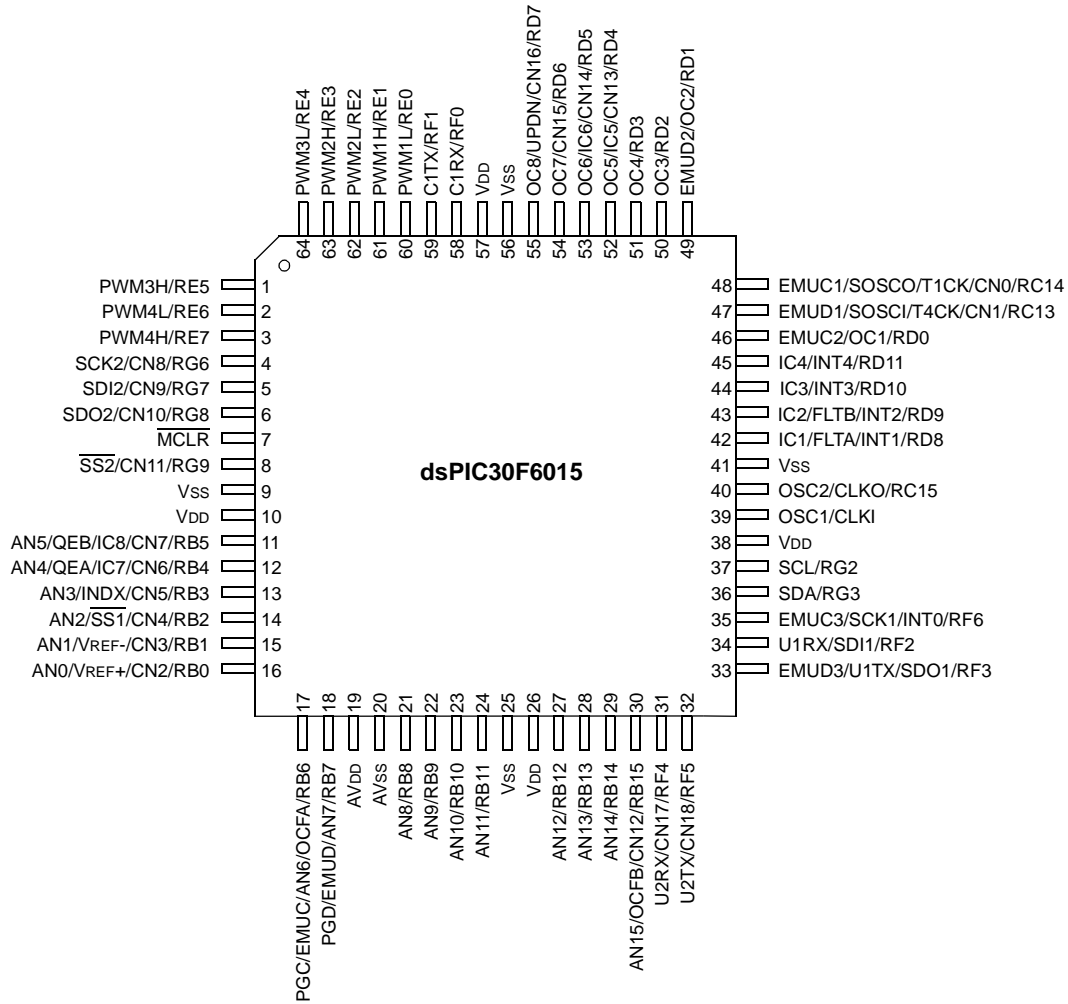 PWM3L/RE4
PWM2H/RE3
PWM2L/RE2
PWM1H/RE1
PWM1L/RE0
C1TX/RF1
C1RX/RF0
VDD
VSS
OC8/UPDN/CN16/RD7
OC7/CN15/RD6
OC6/IC6/CN14/RD5
OC5/IC5/CN13/RD4
OC4/RD3
OC3/RD2
EMUD2/OC2/RD1
64 63 62 61 60 59 58 57 56 55 54 53 52 51 50 49
PWM3H/RE5 1
PWM4L/RE6 2
PWM4H/RE7 3
SCK2/CN8/RG6 4
SDI2/CN9/RG7 5
SDO2/CN10/RG8 6
MCLR 7
SS2/CN11/RG9 8
VSS 9
VDD 10
AN5/QEB/IC8/CN7/RB5 11
AN4/QEA/IC7/CN6/RB4 12
AN3/INDX/CN5/RB3 13
AN2/SS1/CN4/RB2 14
AN1/VREF-/CN3/RB1 15
AN0/VREF+/CN2/RB0 16
dsPIC30F6015
48 EMUC1/SOSCO/T1CK/CN0/RC14
47 EMUD1/SOSCI/T4CK/CN1/RC13
46 EMUC2/OC1/RD0
45 IC4/INT4/RD11
44 IC3/INT3/RD10
43 IC2/FLTB/INT2/RD9
42 IC1/FLTA/INT1/RD8
41 VSS
40 OSC2/CLKO/RC15
39 OSC1/CLKI
38 VDD
37 SCL/RG2
36 SDA/RG3
35 EMUC3/SCK1/INT0/RF6
34 U1RX/SDI1/RF2
33 EMUD3/U1TX/SDO1/RF3
17 18 19 20 21 22 23 24 25 26 27 28 29 30 31 32
PGC/EMUC/AN6/OCFA/RB6
PGD/EMUD/AN7/RB7
AVDD
AVSS
AN8/RB8
AN9/RB9
AN10/RB10
AN11/RB11
VSS
VDD
AN12/RB12
AN13/RB13
AN14/RB14
AN15/OCFB/CN12/RB15
U2RX/CN17/RF4
U2TX/CN18/RF5